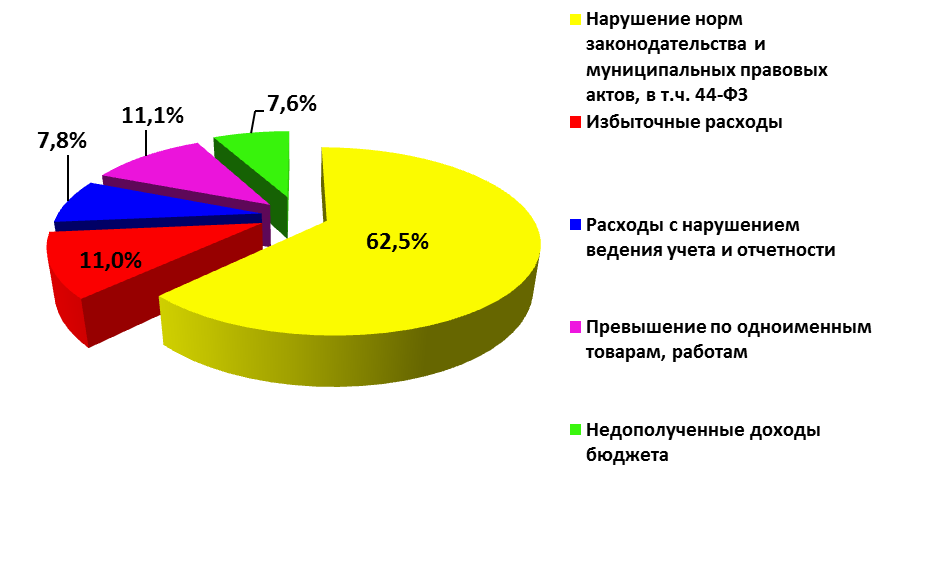 7,6%
11,1%
7,8%
62,5%
11,0%
Нарушение норм
законодательства и
муниципальных правовых
актов, в т.ч. 44-ФЗ
Избыточные расходы
Расходы с нарушением
ведения учета и отчетности
Превышение по одноименным
товарам, работам
Недополученные доходы
бюджета